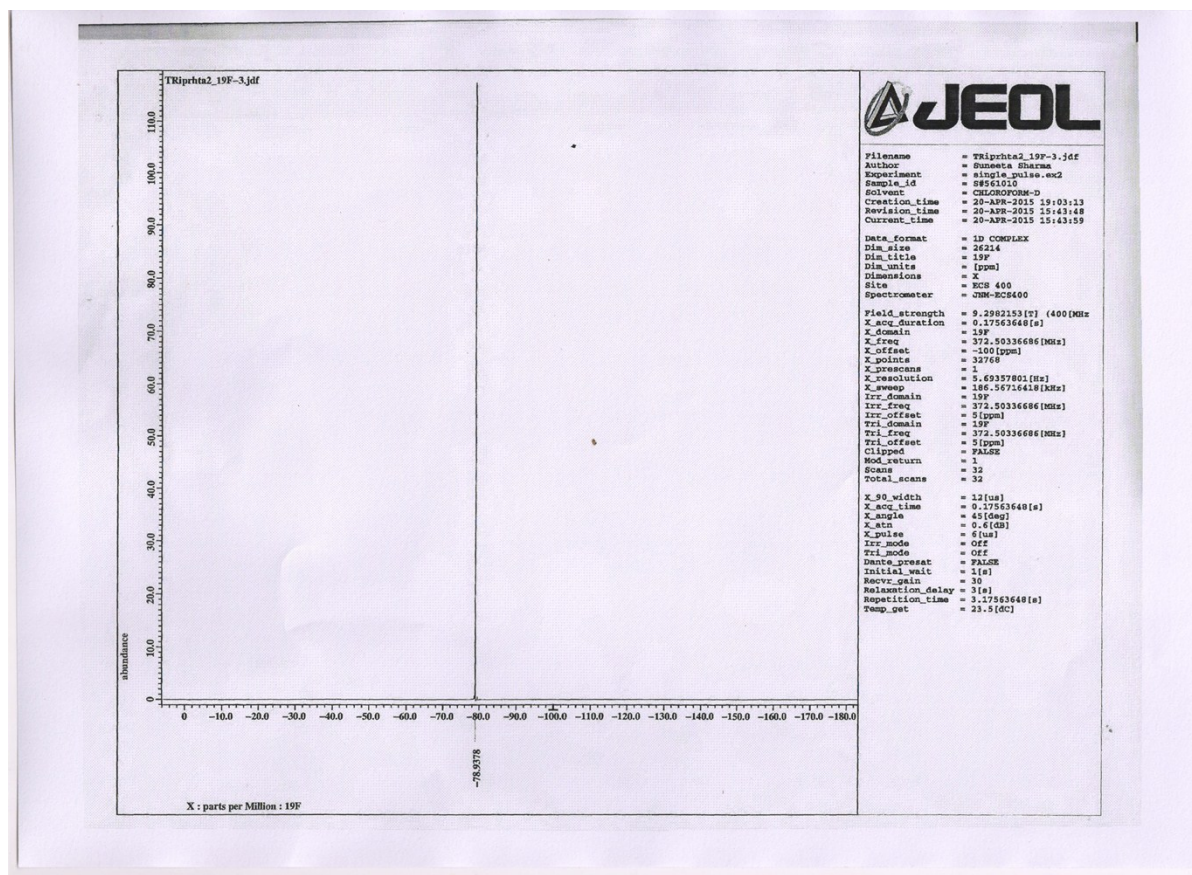 TRiprhta2_19F-3.jdf
abundance
110.0
100.0
90.0
80.0
70.0
60.0
50.0
40.0
30.0
20.0
10.0
0
0 -10.0 -20.0 -30.0 -40.0 -50.0 -60.0 -70.0 -80.0 -90.0 -100.0 -110.0 -120.0 -130.0 -140.0 -150.0 -160.0 -170.0 -180.0
-78.9378
X : parts per Million : 19F
JEOL
Filename = TRiprhta2_19F-3.jdf
Author = Suneeta Sharma
Experiment = single_pulse.ex2
Sample_id = S#561010
Solvent = CHLOROFORM-D
Creation_time = 20-APR-2015 19:03:13
Revision_time = 20-APR-2015 15:43:48
Current_time = 20-APR-2015 15:43:59
Data_format = 1D COMPLEX
Dim_size = 26214
Dim_title = 19F
Dim_units = [ppm]
Dimensions = X
Site = ECS 400
Spectrometer = JNM-ECS400
Field_strength = 9.2982153[T] (400[MHz
X_acq_duration = 0.17563648[s]
X_domain = 19F
X_freq = 372.50336686[MHz]
X_offset = -100[ppm]
X_points = 32768
X_prescans = 1
X_resolution = 5.69357801[Hz]
X_sweep = 186.56716418[kHz]
Irr_domain = 19F
Irr_freq = 372.50336686[MHz]
Irr_offset = 5[ppm]
Tri_domain = 19F
Tri_freq = 372.50336686[MHz]
Tri_offset = 5[ppm]
Clipped = FALSE
Mod_return = 1
Scans = 32
Total_scans = 32
X_90_width = 12[us]
X_acq_time = 0.17563648[s]
X_angle = 45[deg]
X_atn = 0.6[dB]
X_pulse = 6[us]
Irr_mode = Off
Tri_mode = Off
Dante_presat = FALSE
Initial_wait = 1[s]
Recvr_gain = 30
Relaxation_delay = 3[s]
Repetition_time = 3.17563648[s]
Temp_get = 23.5[dC]